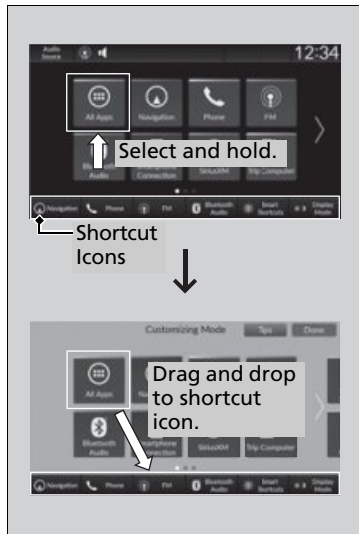 Audio
Source
12:34
All Apps
Navigation
Phone
FM
Select and hold.
Audio
Connection
SiriusXM
Trip Computer
Navigation
Phone
FM
Bluetooth
Audio
Smart
Shortcuts
Display
Mode
Shortcut
Icons
Customizing Mode
Tips
Done
All Apps
Drag and drop
to shortcut
icon.
Bluetooth
Audio
Smartphone
Connection
SiriusXM
Trip Computer
Navigation
Phone
FM
Bluetooth
Audio
Smart
Shortcuts
Display
Mode